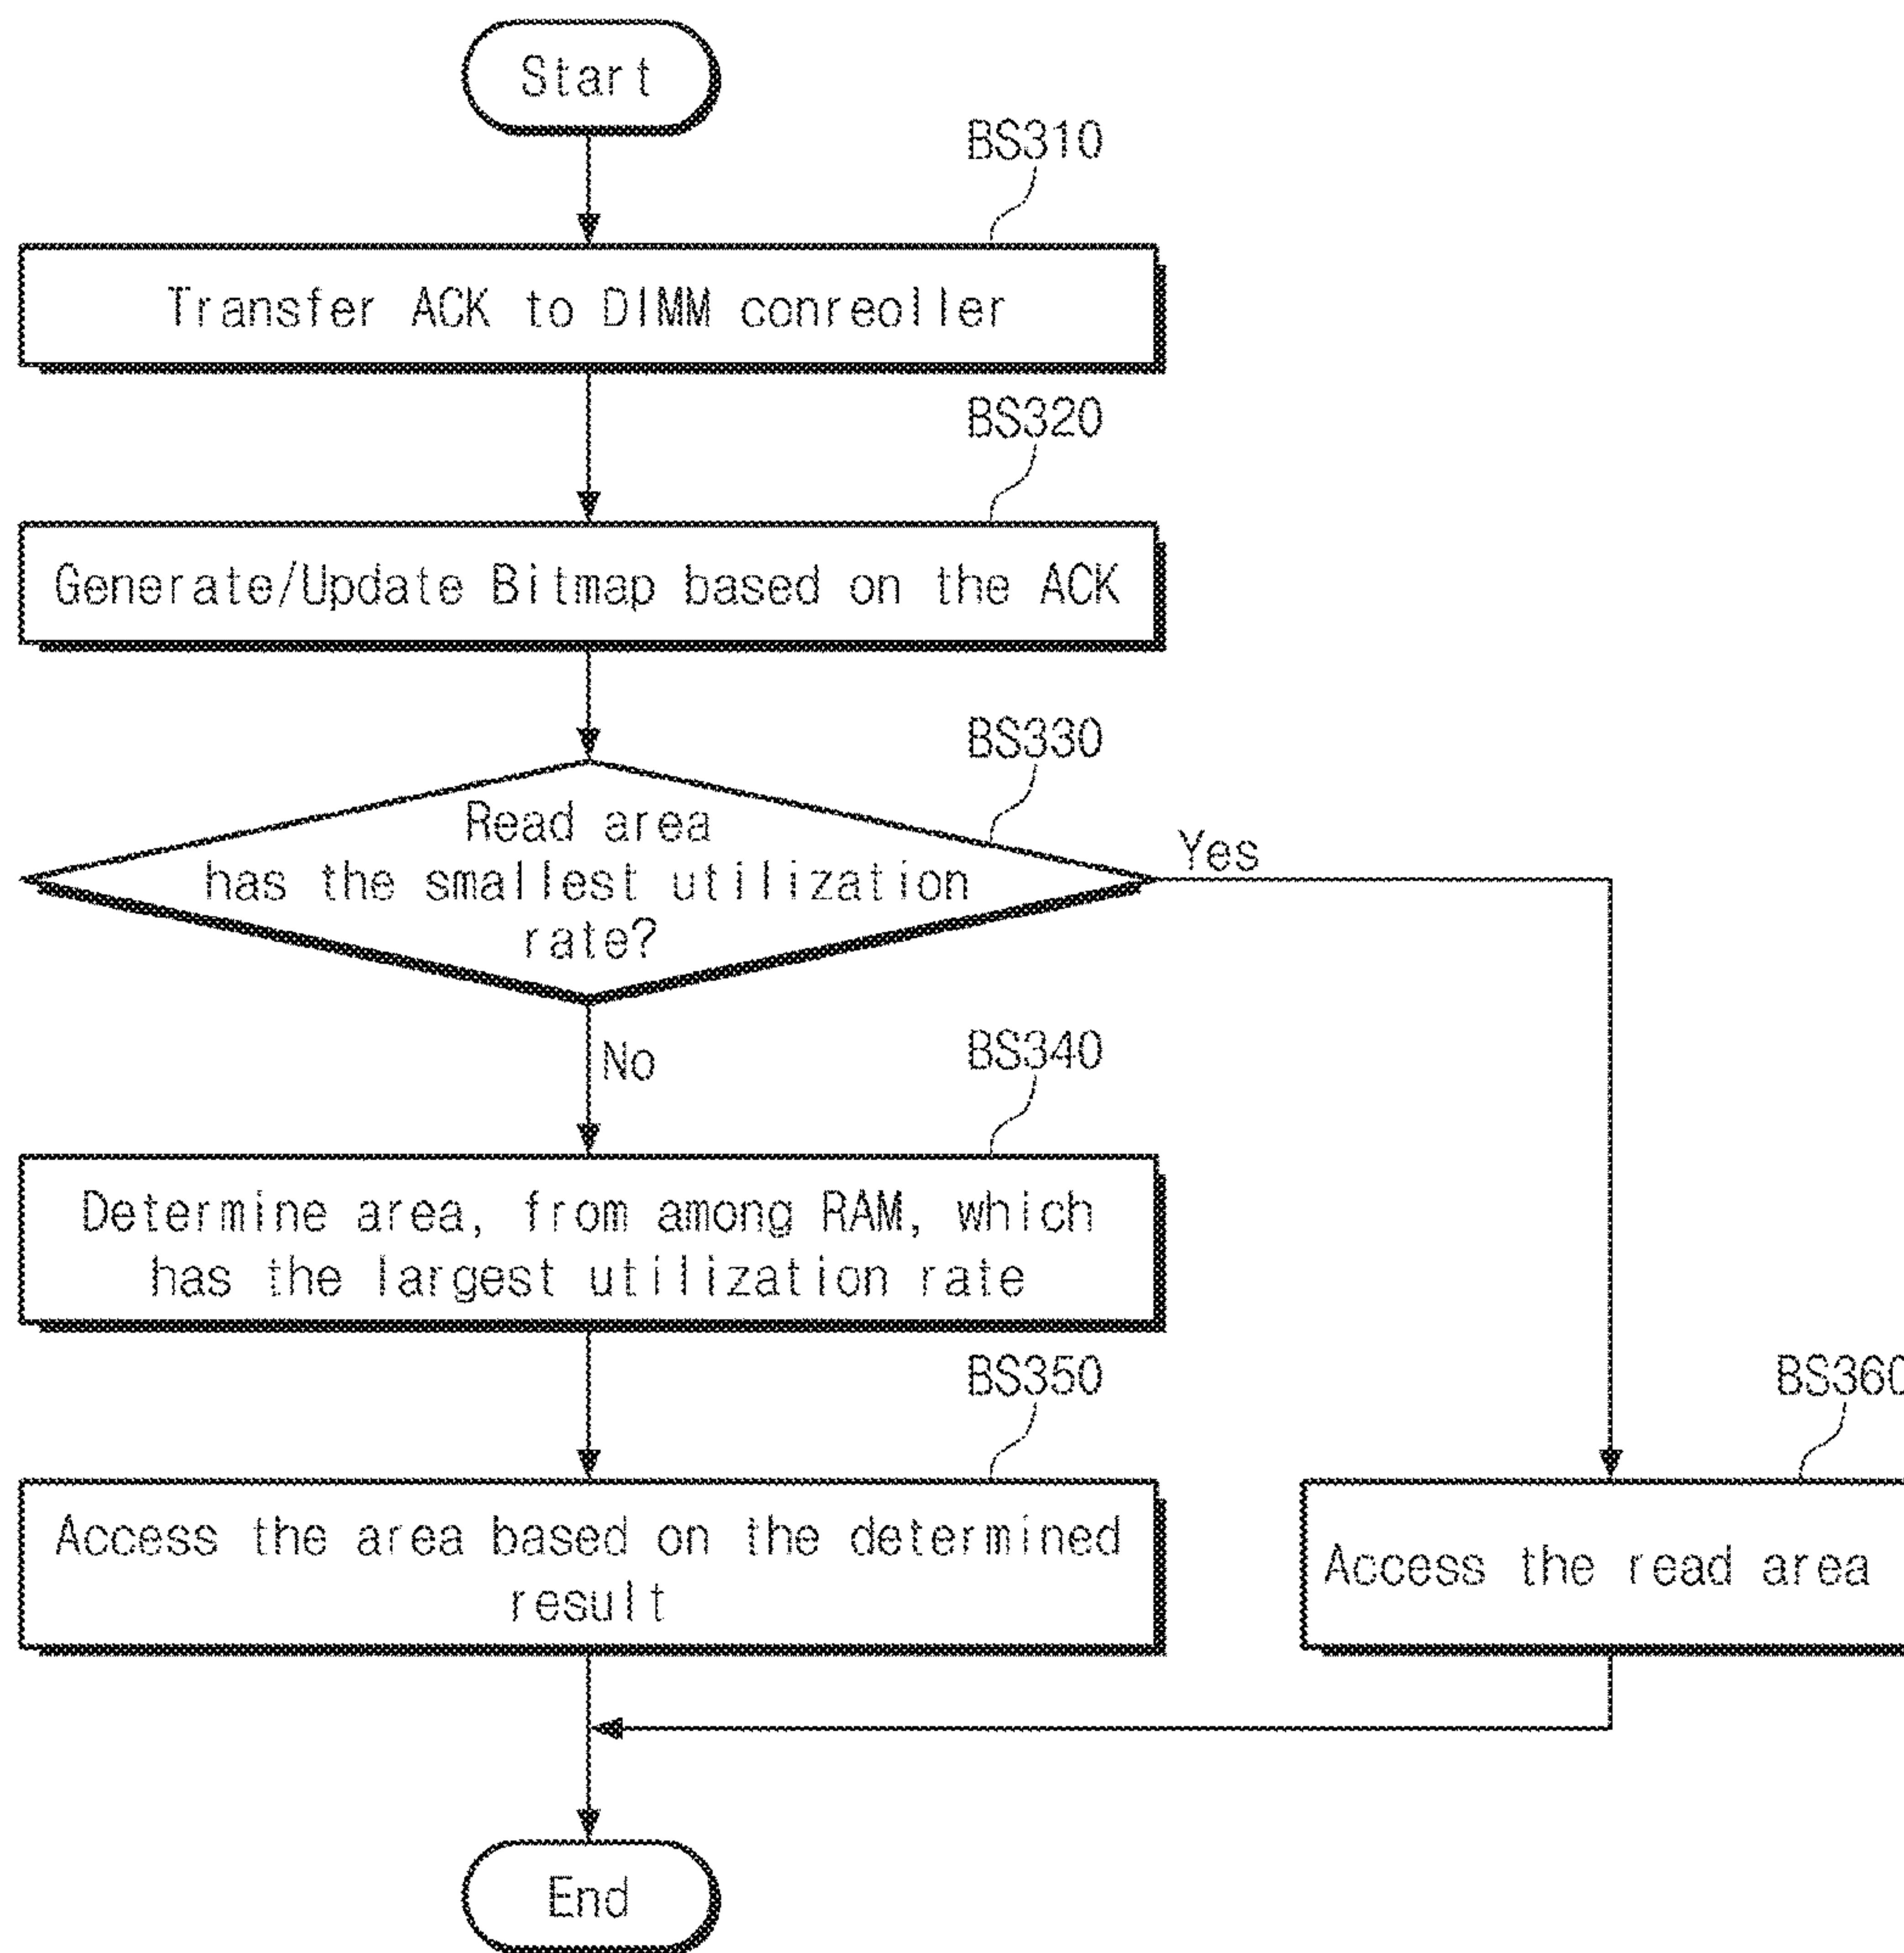 Start
BS310
Transfer ACK to DIMM conreoller
BS320
Generate/Update Bitmap based on the ACK
BS330
Read area
has the smallest utilization
rate?
Yes
No
BS340
Determine area, from among RAM, which
has the largest utilization rate
BS350
Access the area based on the determined
result
BS360
Access the read area
End